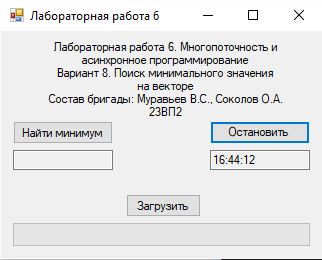 Лабораторная работа 6
Лабораторная работа 6. Многопоточность и
асинхронное программирование
Вариант 8. Поиск минимального значения
на векторе
Состав бригады: Муравьев В.С., Соколов О.А.
23ВП2
Найти минимум
Остановить
16:44:12
Загрузить